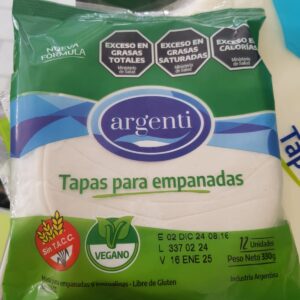 NUEVA
FÓRMULA
EXCESO EN
GRASAS
TOTALES
Ministerio
de Salud
EXCESO EN
GRASAS
SATURADAS
Ministerio
de Salud
EXCESO EN
CALORÍAS
Ministerio
de Salud
argenti
Tapas para empanadas
Sin T.A.C.C.
VEGANO
E 02 DIC 24 08:16
L 337 02 24
V 16 ENE 25
12 Unidades
Peso Neto 330g
Industria Argentina
Libre de Gluten
Tap